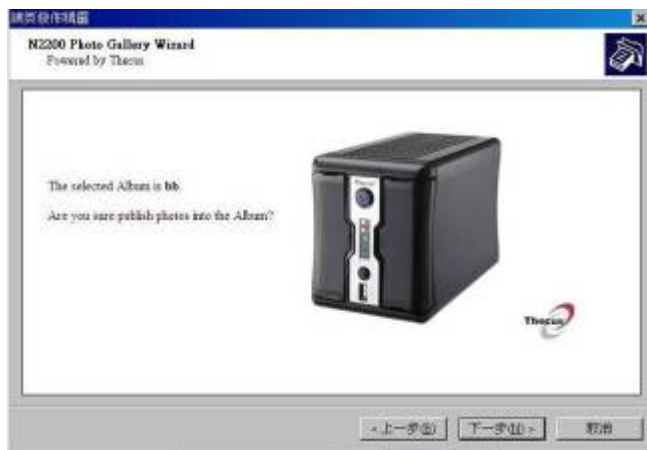 N2200 Photo Gallery Wizard
Powered by Thecus
The selected Album is bb.
Are you sure publish photos into the Album?
Thecus
<上一步(B)
下一步(N) >
取消